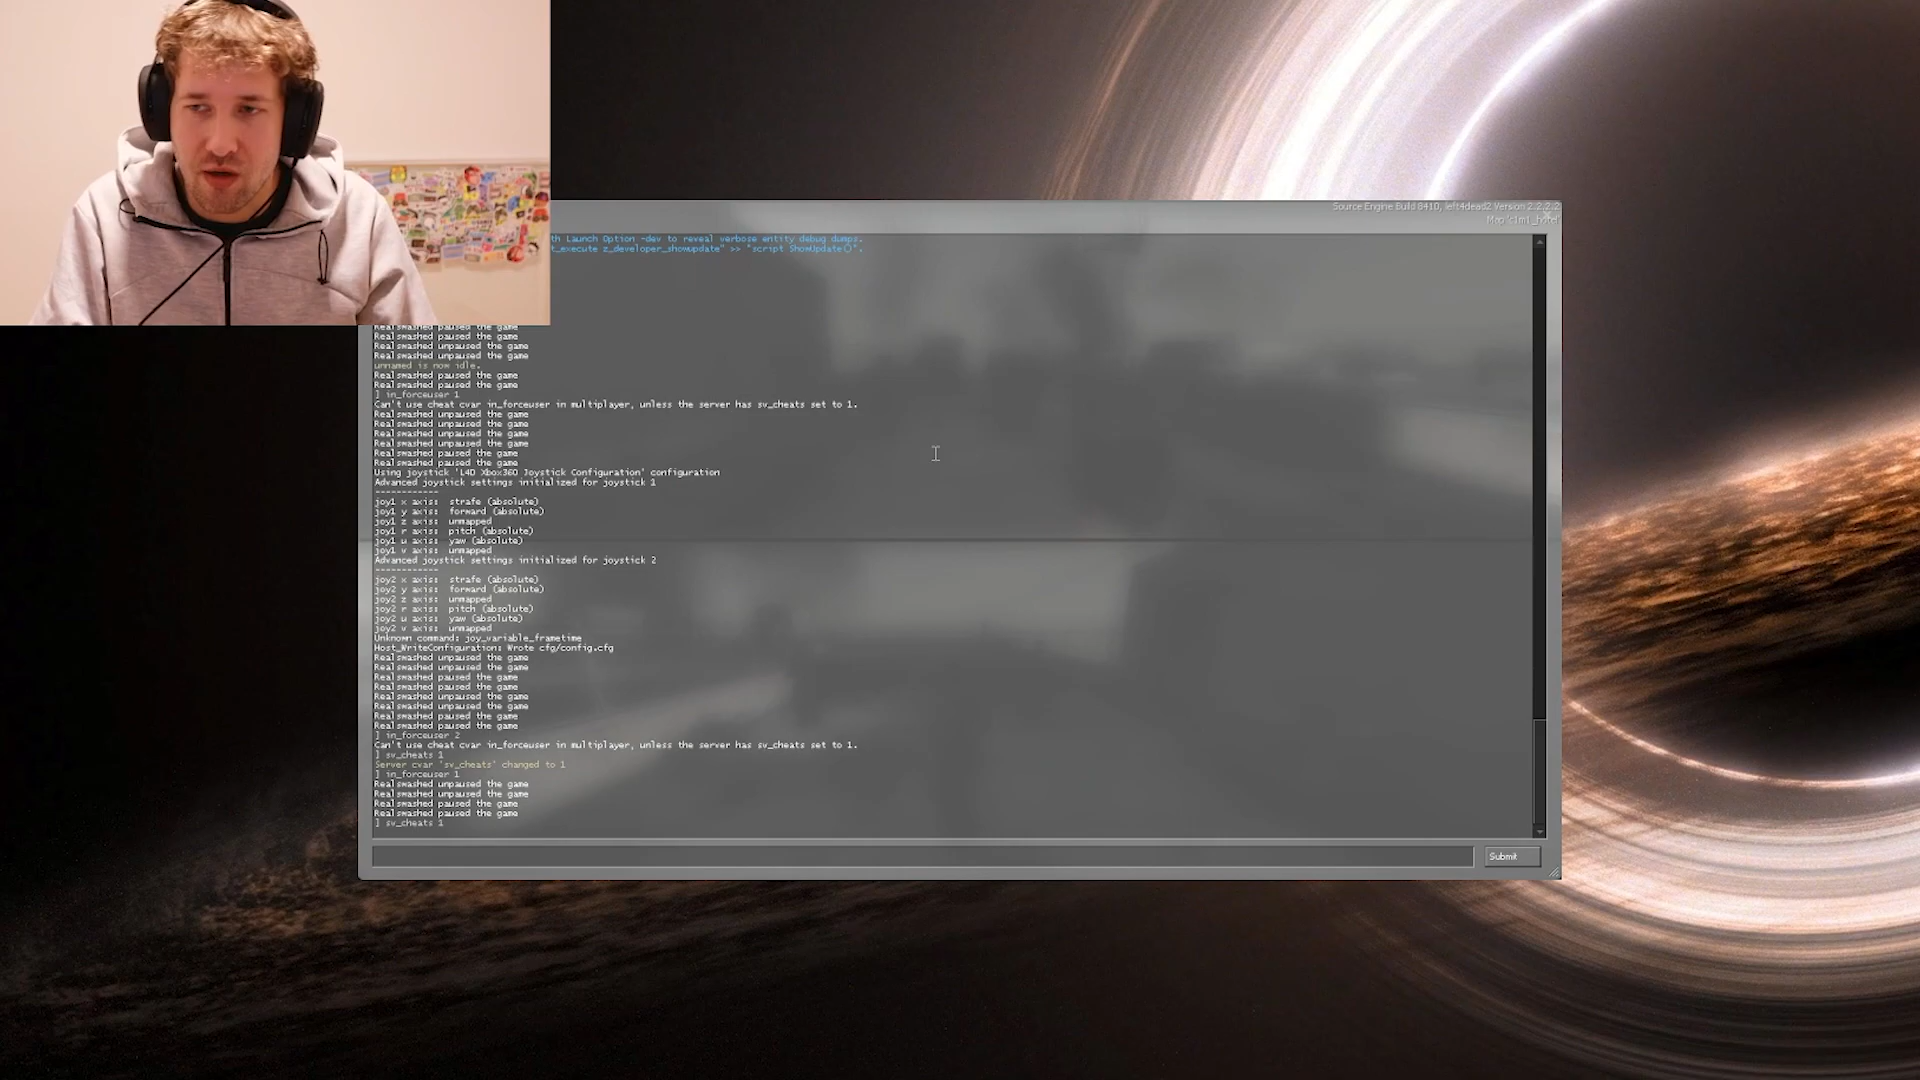 Source Engine Build 8410, left4dead2 Version 2.2.2.2
Map 'c1m1_hotel'
th Launch Option -dev to reveal verbose entity debug dumps.
t_execute z_developer_showupdate" >> "script ShowUpdate()".
Realswashed paused the game
Realswashed paused the game
Realswashed unpaused the game
Realswashed unpaused the game
unnamed is now idle.
Realswashed paused the game
Realswashed paused the game
] in_forceuser 1
Can't use cheat cvar in_forceuser in multiplayer, unless the server has sv_cheats set to 1.
Realswashed unpaused the game
Realswashed unpaused the game
Realswashed unpaused the game
Realswashed unpaused the game
Realswashed paused the game
Realswashed paused the game
Using joystick 'L4D Xbox360 Joystick Configuration' configuration
Advanced joystick settings initialized for joystick 1
------------
joy1 x axis:  strafe (absolute)
joy1 y axis:  forward (absolute)
joy1 z axis:  unmapped
joy1 r axis:  pitch (absolute)
joy1 u axis:  yaw (absolute)
joy1 v axis:  unmapped
Advanced joystick settings initialized for joystick 2
------------
joy2 x axis:  strafe (absolute)
joy2 y axis:  forward (absolute)
joy2 z axis:  unmapped
joy2 r axis:  pitch (absolute)
joy2 u axis:  yaw (absolute)
joy2 v axis:  unmapped
Unknown command: joy_variable_frametime
Host_WriteConfiguration: Wrote cfg/config.cfg
Realswashed unpaused the game
Realswashed unpaused the game
Realswashed paused the game
Realswashed paused the game
Realswashed unpaused the game
Realswashed unpaused the game
Realswashed paused the game
Realswashed paused the game
] in_forceuser 2
Can't use cheat cvar in_forceuser in multiplayer, unless the server has sv_cheats set to 1.
] sv_cheats 1
Server cvar 'sv_cheats' changed to 1
] in_forceuser 1
Realswashed unpaused the game
Realswashed unpaused the game
Realswashed paused the game
Realswashed paused the game
] sv_cheats 1
Submit